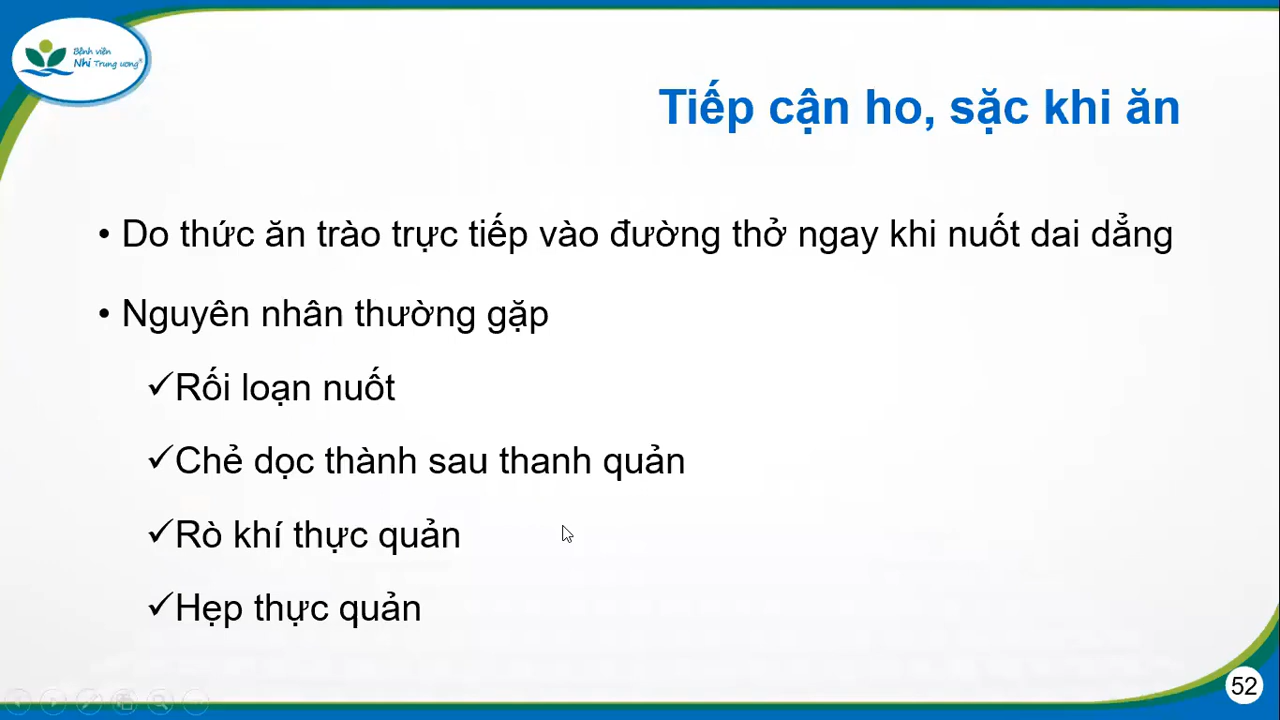 Bệnh viện
Nhi Trung ương®
Tiếp cận ho, sặc khi ăn
• Do thức ăn trào trực tiếp vào đường thở ngay khi nuốt dai dẳng
• Nguyên nhân thường gặp
✓Rối loạn nuốt
✓Chẻ dọc thành sau thanh quản
✓Rò khí thực quản
✓Hẹp thực quản
52